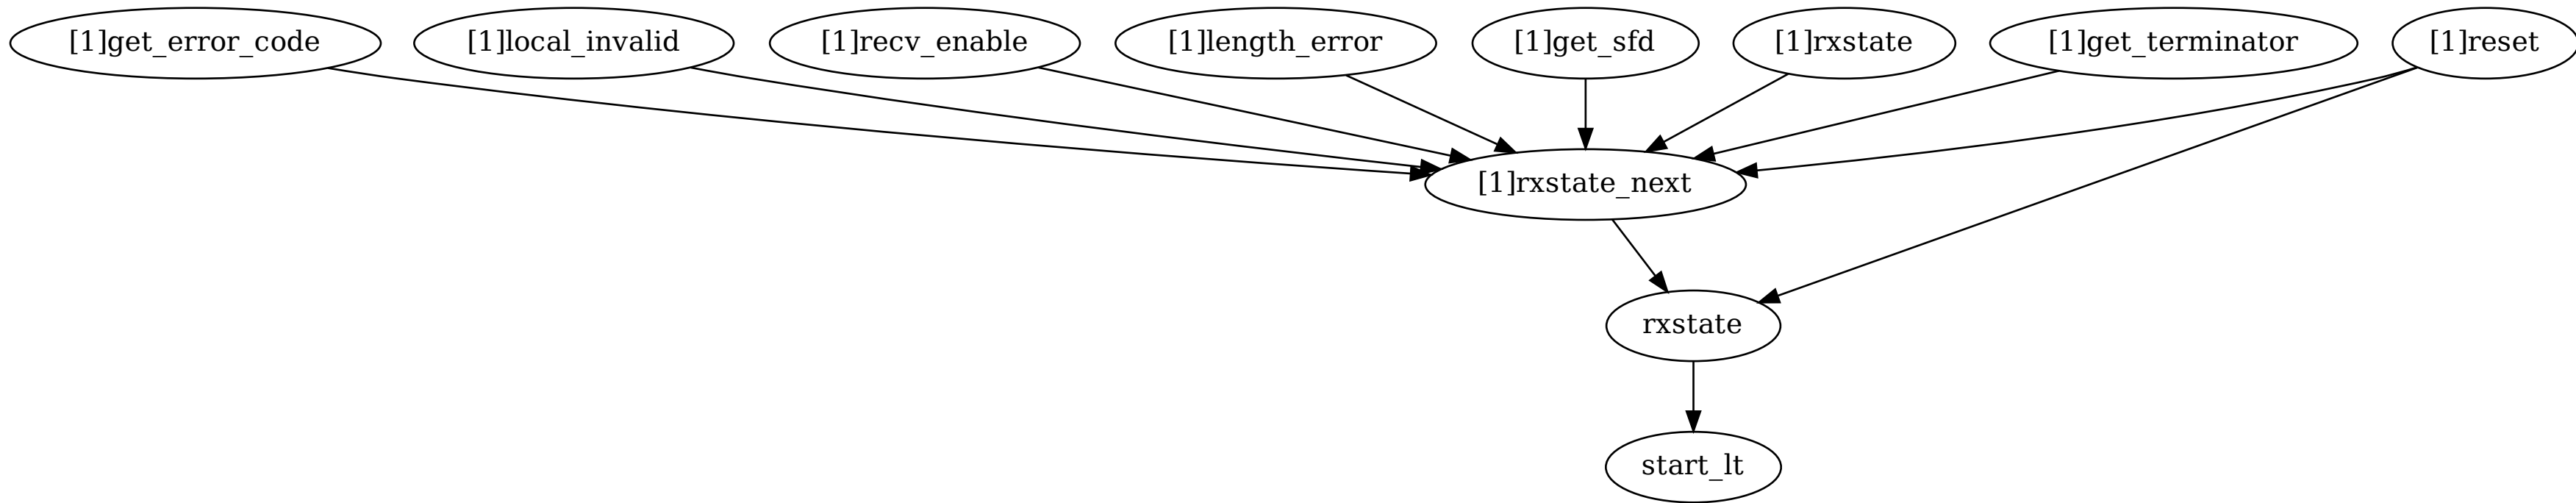 [1]get_error_code
[1]local_invalid
[1]recv_enable
[1]length_error
[1]get_sfd
[1]rxstate
[1]get_terminator
[1]reset
[1]rxstate_next
rxstate
start_lt